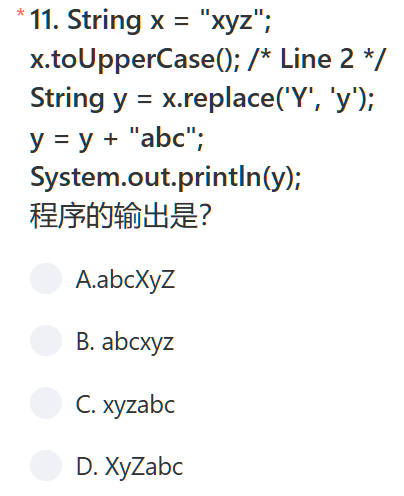 * 11. String x = "xyz";
x.toUpperCase(); /* Line 2 */
String y = x.replace('Y', 'y');
y = y + "abc";
System.out.println(y);
程序的输出是？
A.abcXyZ
B. abcxyz
C. xyzabc
D. XyZabc